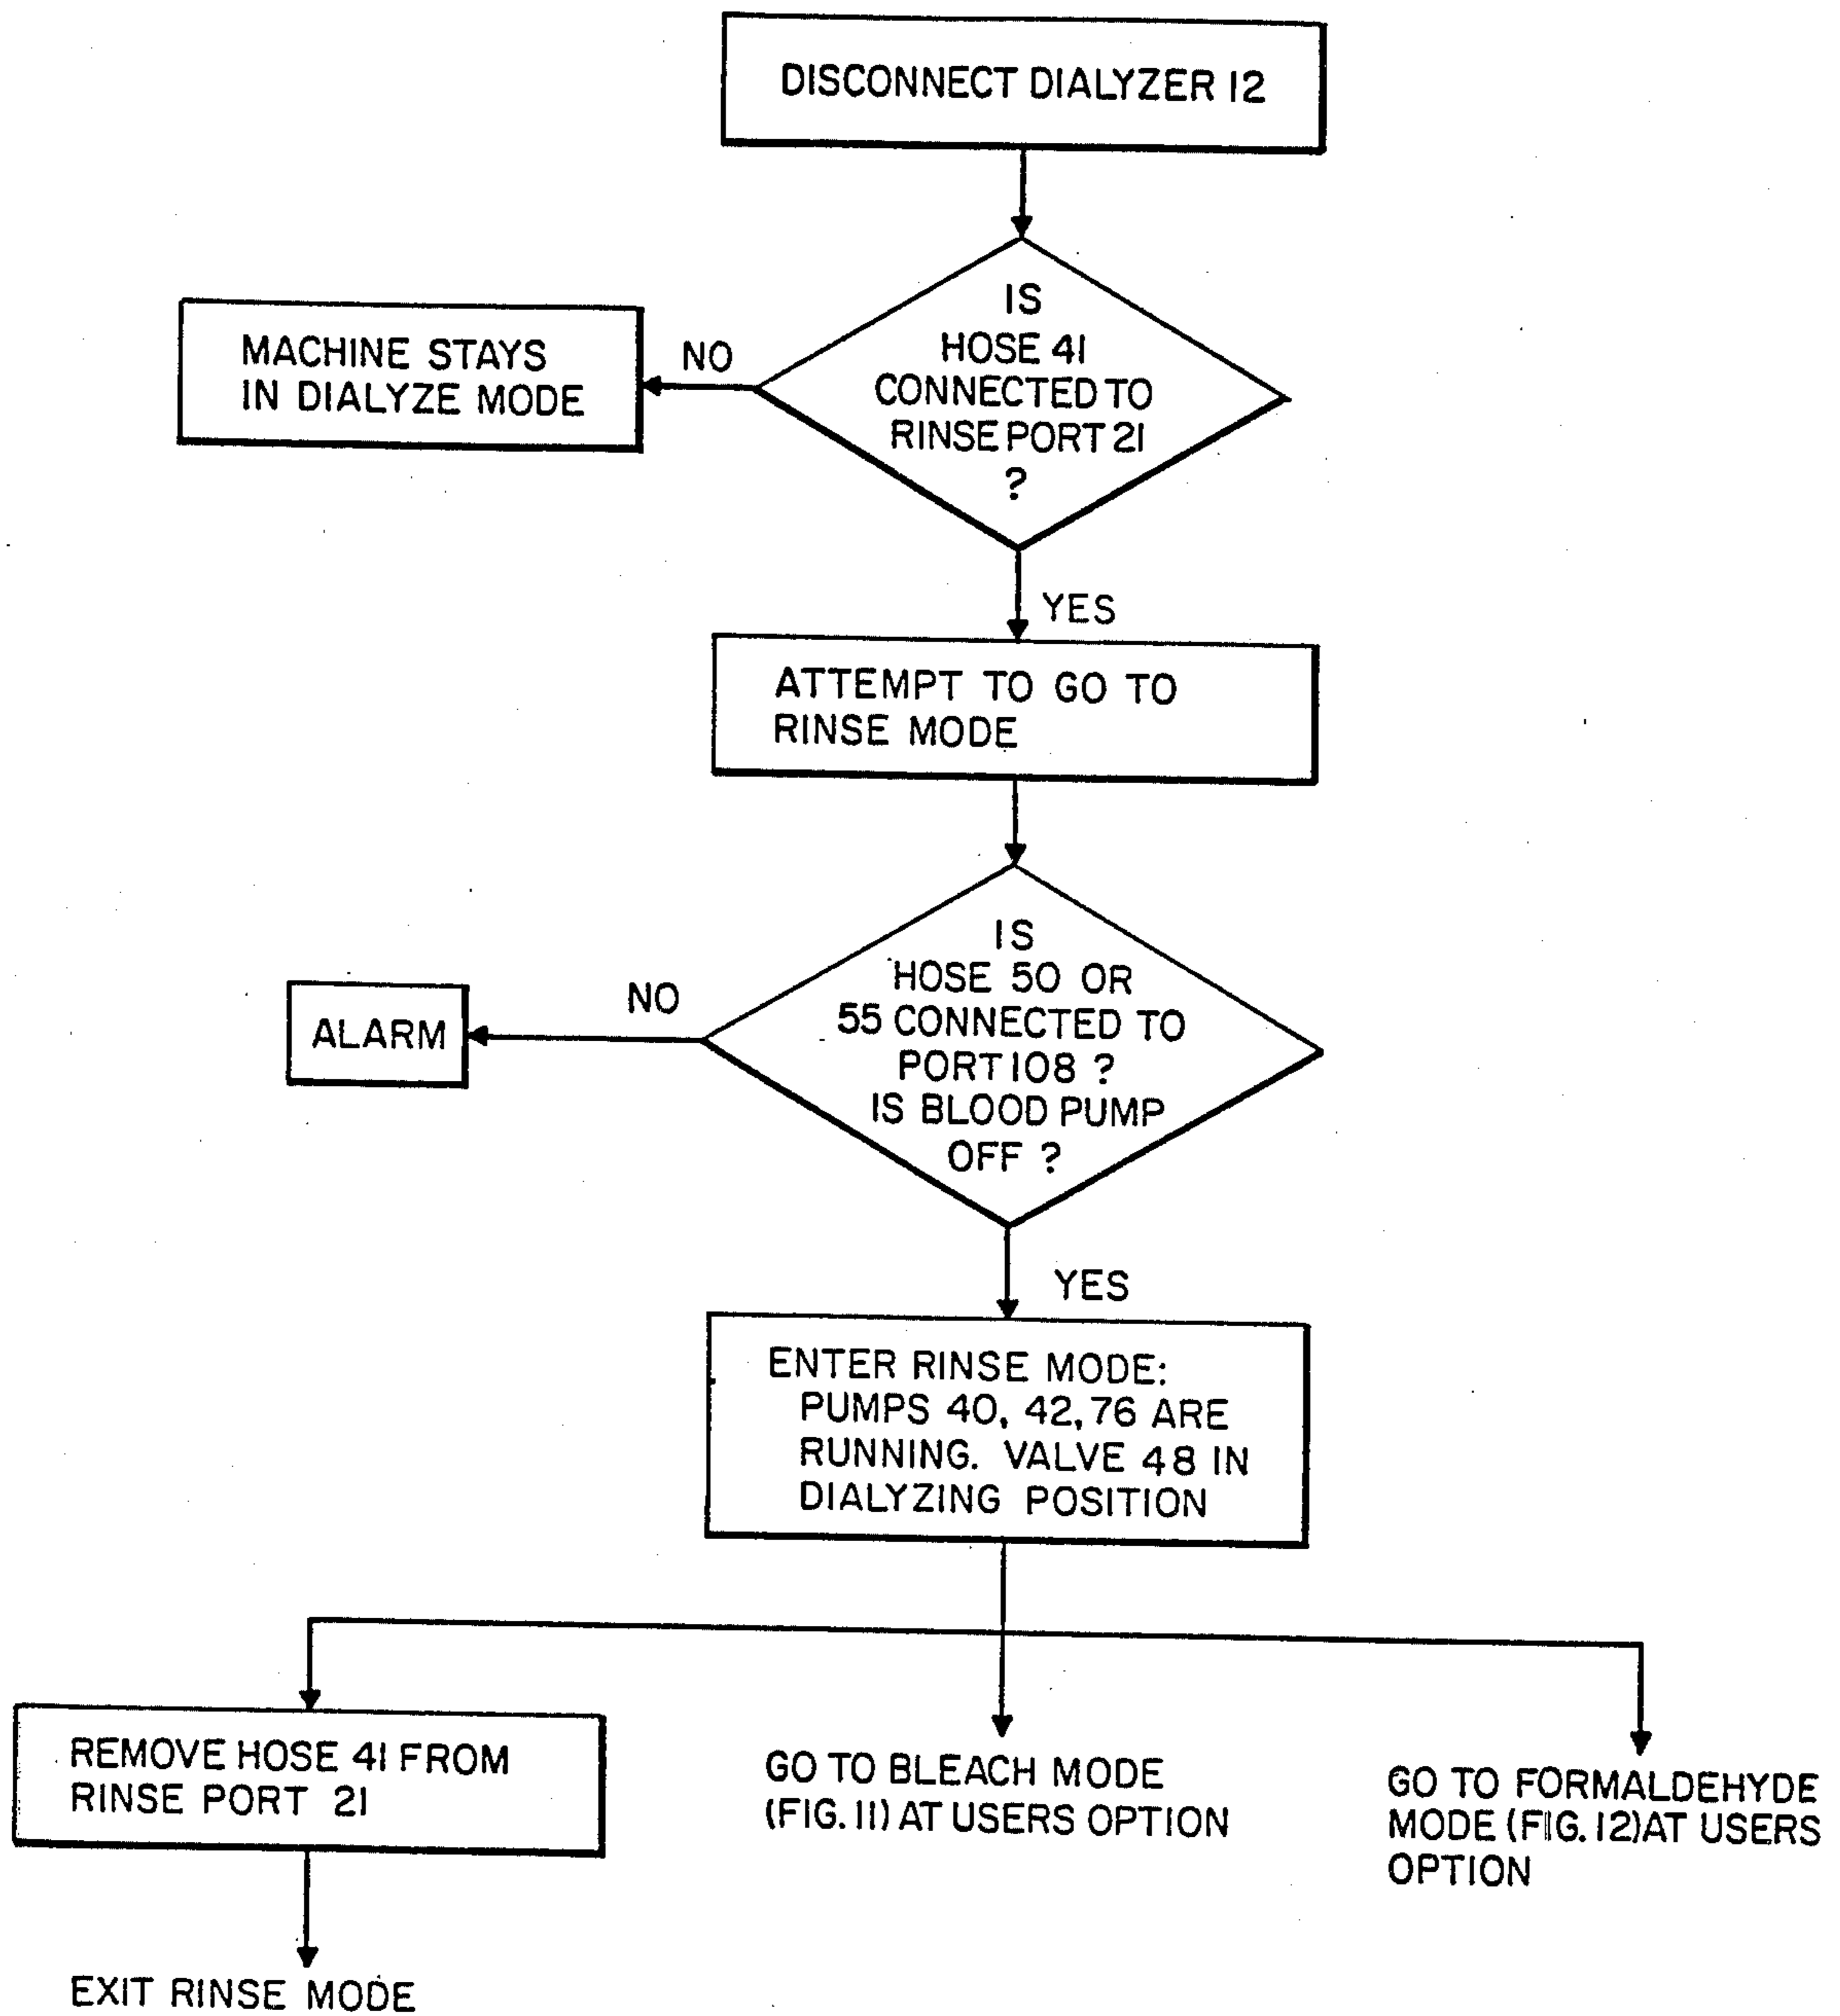 DISCONNECT DIALYZER 12
IS
HOSE 41
CONNECTED TO
RINSE PORT 21
?
NO
MACHINE STAYS
IN DIALYZE MODE
YES
ATTEMPT TO GO TO
RINSE MODE
IS
HOSE 50 OR
55 CONNECTED TO
PORT 108 ?
IS BLOOD PUMP
OFF ?
NO
ALARM
YES
ENTER RINSE MODE:
PUMPS 40, 42, 76 ARE
RUNNING. VALVE 48 IN
DIALYZING POSITION
REMOVE HOSE 41 FROM
RINSE PORT 21
EXIT RINSE MODE
GO TO BLEACH MODE
(FIG. 11) AT USERS OPTION
GO TO FORMALDEHYDE
MODE (FIG. 12) AT USERS
OPTION